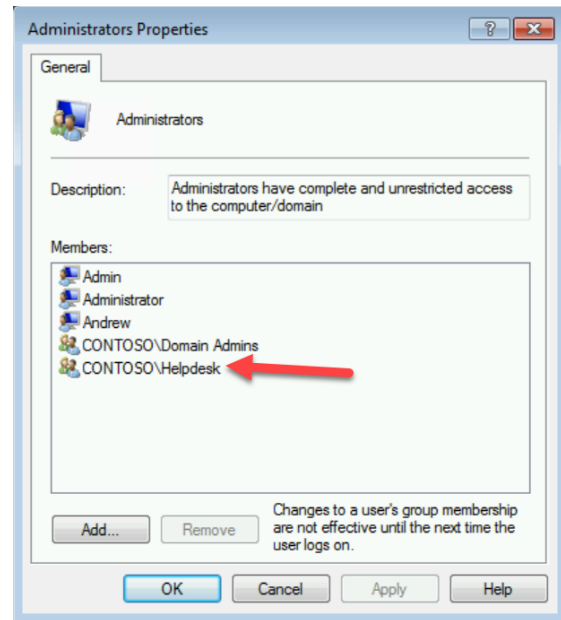 Administrators Properties
?
General
Administrators
Description:
Administrators have complete and unrestricted access
to the computer/domain
Members:
Admin
Administrator
Andrew
CONTOSO\Domain Admins
CONTOSO\Helpdesk
Add...
Remove
Changes to a user's group membership
are not effective until the next time the
user logs on.
OK
Cancel
Apply
Help